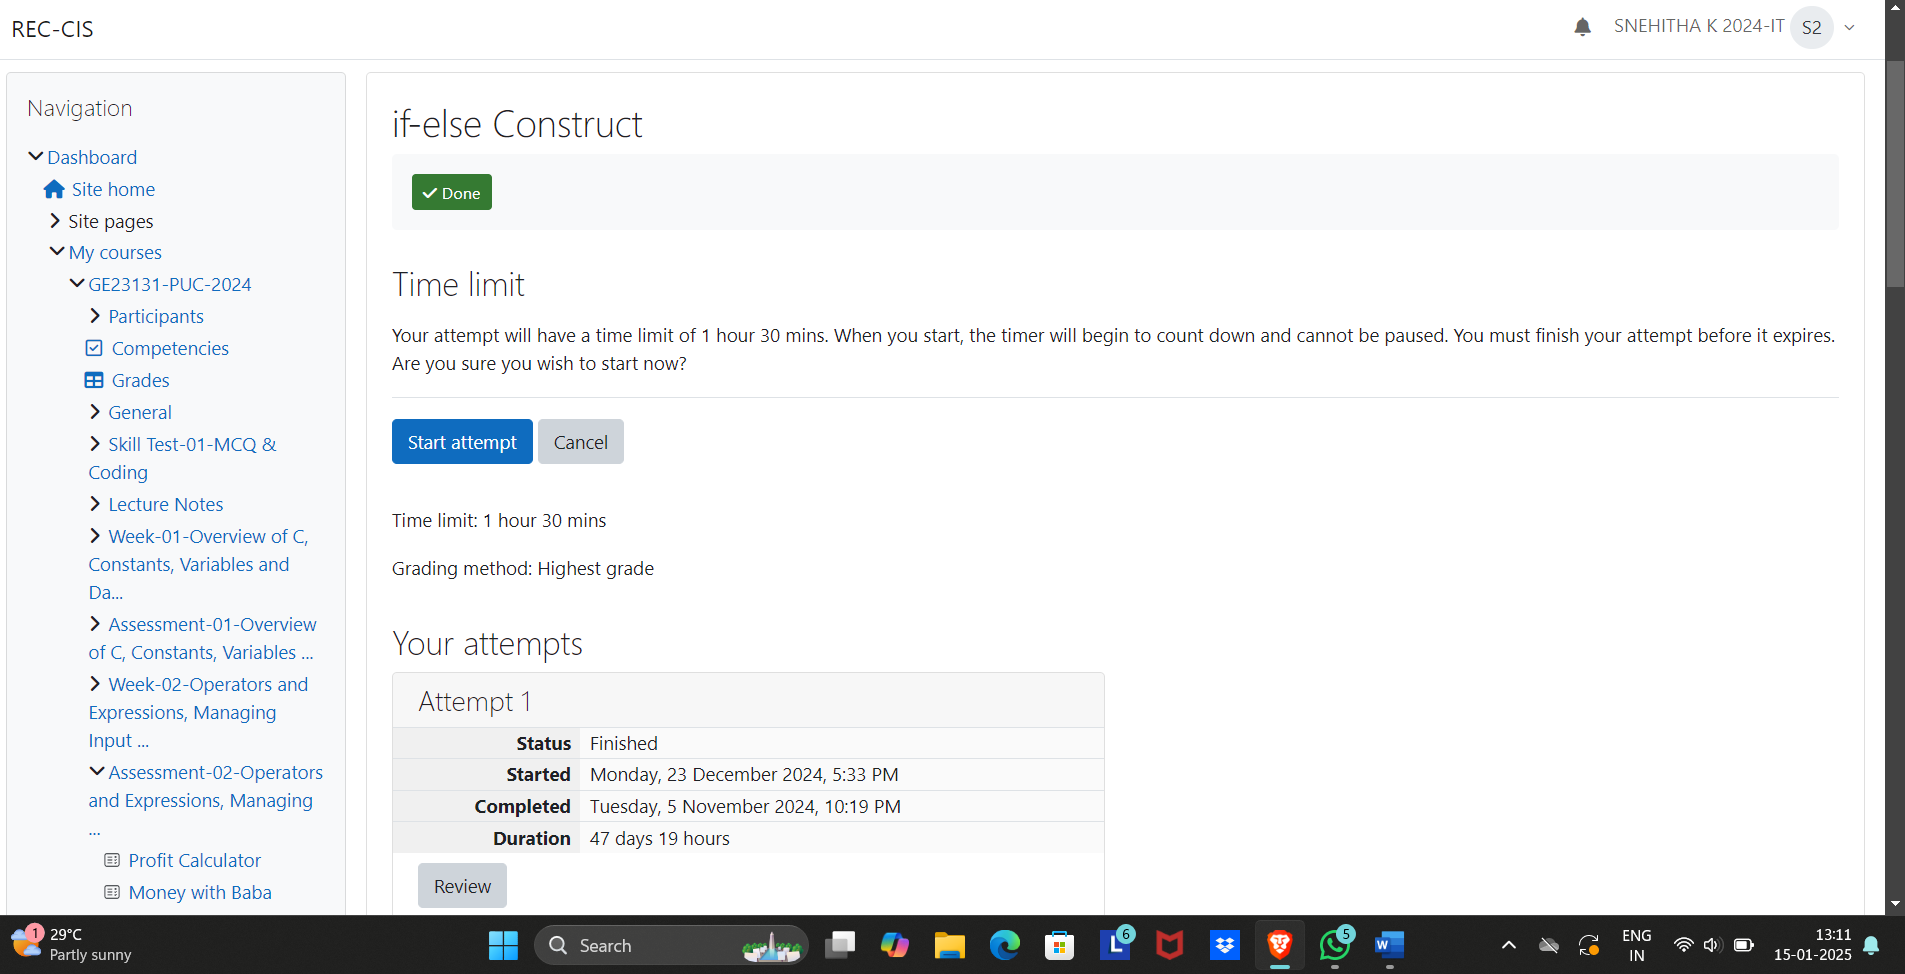 REC-CIS
SNEHITHA K 2024-IT
S2
Navigation
Dashboard
Site home
Site pages
My courses
GE23131-PUC-2024
Participants
Competencies
Grades
General
Skill Test-01-MCQ &
Coding
Lecture Notes
Week-01-Overview of C,
Constants, Variables and
Da...
Assessment-01-Overview
of C, Constants, Variables ...
Week-02-Operators and
Expressions, Managing
Input ...
Assessment-02-Operators
and Expressions, Managing
...
Profit Calculator
Money with Baba
if-else Construct
Done
Time limit
Your attempt will have a time limit of 1 hour 30 mins. When you start, the timer will begin to count down and cannot be paused. You must finish your attempt before it expires.
Are you sure you wish to start now?
Start attempt
Cancel
Time limit: 1 hour 30 mins
Grading method: Highest grade
Your attempts
Attempt 1
Status Finished
Started Monday, 23 December 2024, 5:33 PM
Completed Tuesday, 5 November 2024, 10:19 PM
Duration 47 days 19 hours
Review
1
29°C
Partly sunny
Search
L
6
5
W
ENG
IN
13:11
15-01-2025